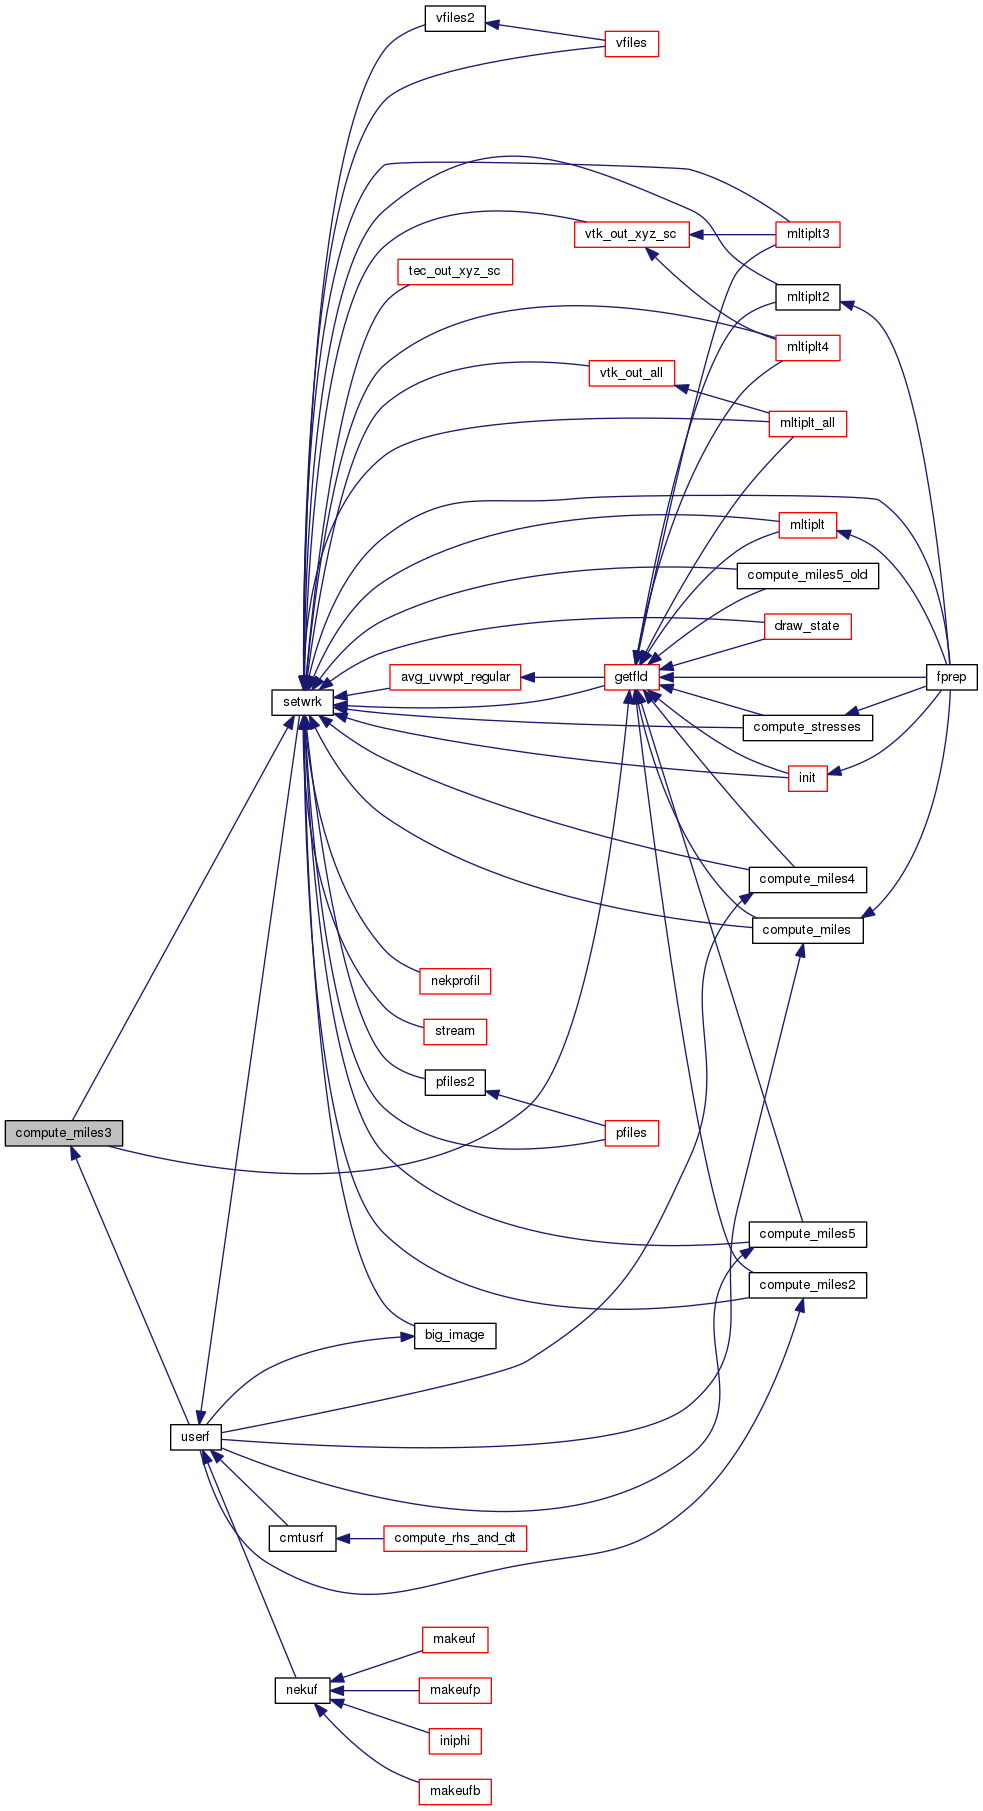 vfiles2
vfiles
vtk_out_xyz_sc
mltiplt3
tec_out_xyz_sc
mltiplt2
mltiplt4
vtk_out_all
mltiplt_all
mltiplt
compute_miles5_old
draw_state
avg_uvwpt_regular
getfld
fprep
setwrk
compute_stresses
init
compute_miles4
compute_miles
nekprofil
stream
pfiles2
compute_miles3
pfiles
compute_miles5
compute_miles2
big_image
userf
cmtusrf
compute_rhs_and_dt
makeuf
nekuf
makeufp
iniphi
makeufb